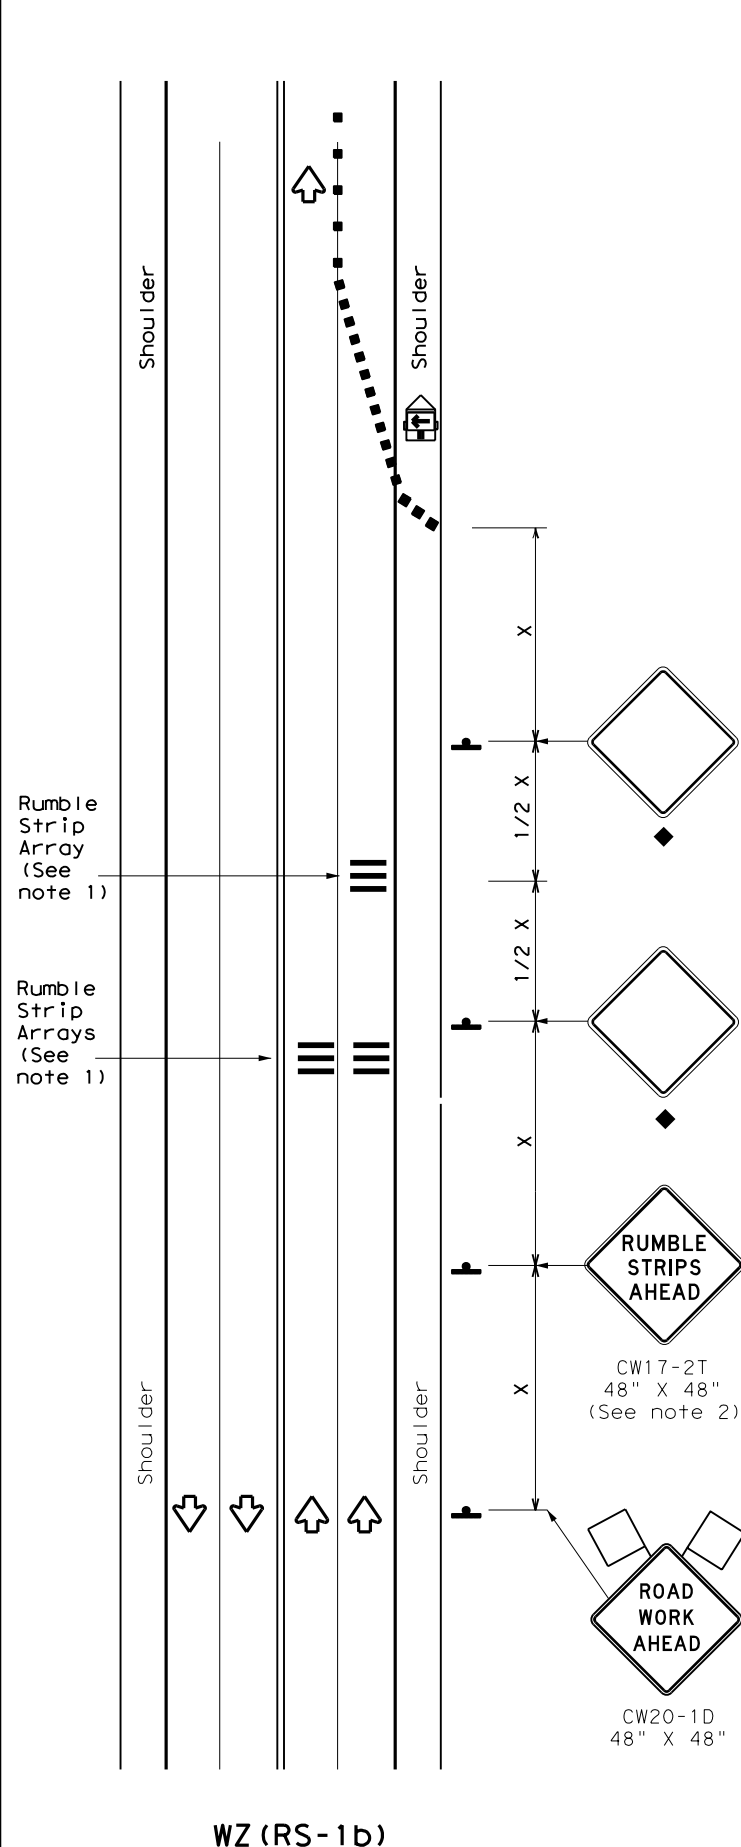 Shoulder
Shoulder
X
1/2 X
Rumble
Strip
Array
(See
note 1)
1/2 X
Rumble
Strip
Arrays
(See
note 1)
X
RUMBLE
STRIPS
AHEAD
CW17-2T
48" X 48"
(See note 2)
X
Shoulder
Shoulder
ROAD
WORK
AHEAD
CW20-1D
48" X 48"
WZ(RS-1b)